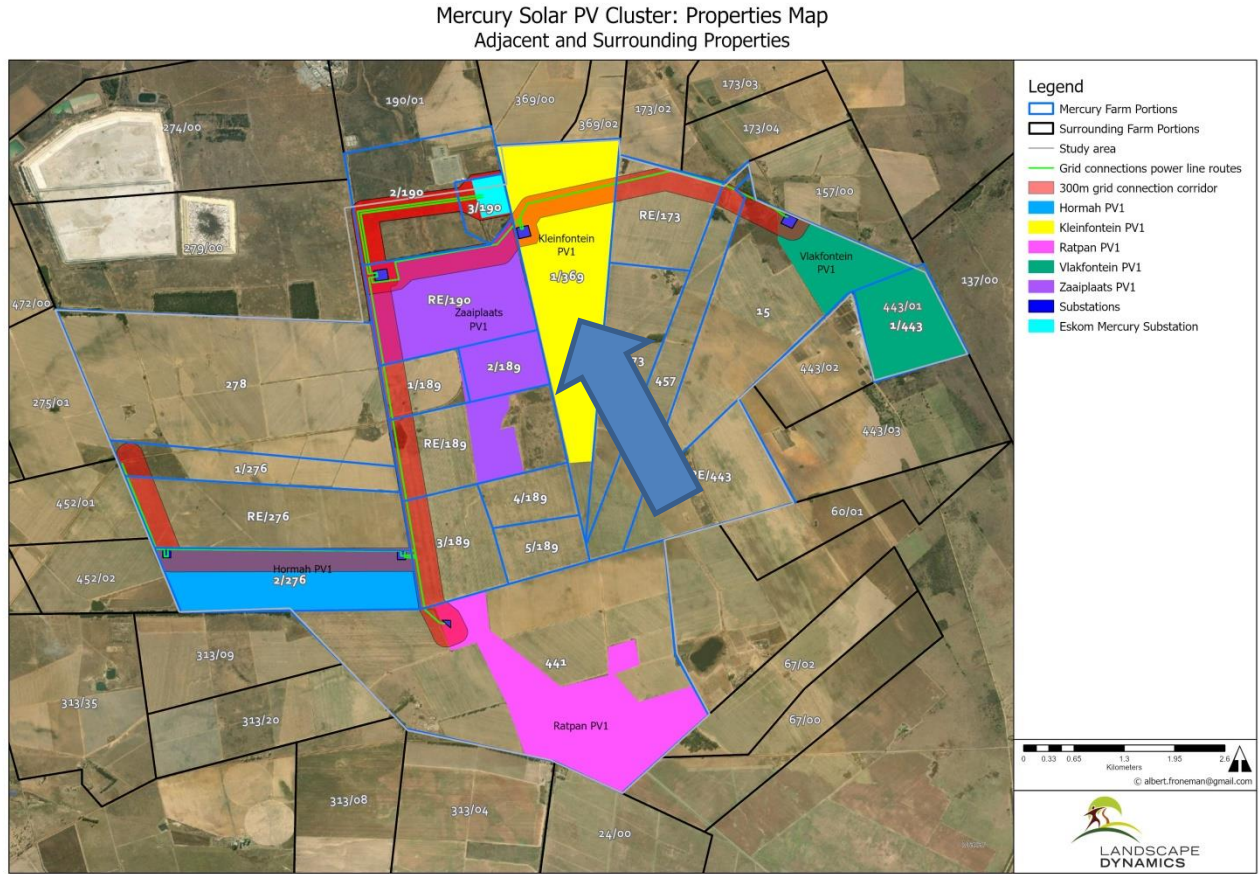 Mercury Solar PV Cluster: Properties Map
Adjacent and Surrounding Properties
190/01
369/00
369/02
173/02
173/03
173/04
274/00
2/190
3/190
RE/173
157/00
279/00
Kleinfontein
PV1
1/369
Vlakfontein
PV1
137/00
472/00
RE/190
Zaaiplaats
PV1
15
443/01
1/443
278
1/189
2/189
73
457
443/02
275/01
RE/189
443/03
1/276
452/01
RE/276
4/189
RE/443
60/01
3/189
5/189
452/02
Hormah PV1
2/276
313/09
441
67/02
313/35
313/20
Ratpan PV1
67/00
313/08
313/04
24/00
Legend
Mercury Farm Portions
Surrounding Farm Portions
Study area
Grid connections power line routes
300m grid connection corridor
Hormah PV1
Kleinfontein PV1
Ratpan PV1
Vlakfontein PV1
Zaaiplaats PV1
Substations
Eskom Mercury Substation
0 0.33 0.65 1.3 1.95 2.6
Kilometers
© albert.froneman@gmail.com
LANDSCAPE
DYNAMICS